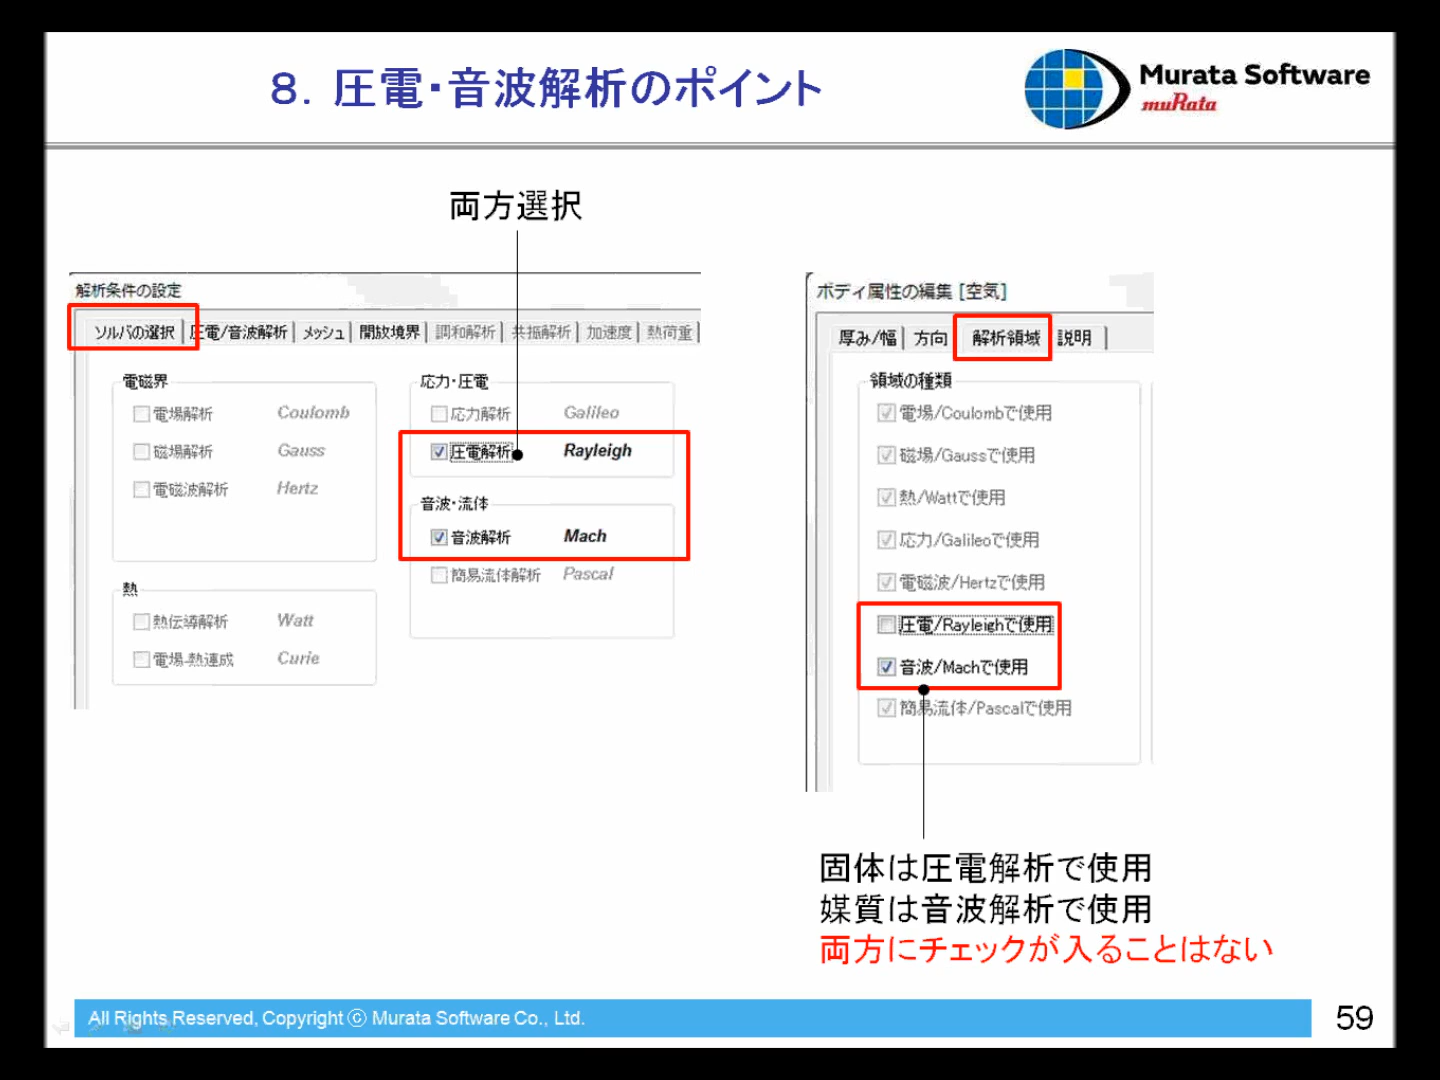 8. 圧電・音波解析のポイント
Murata Software
muRata
両方選択
解析条件の設定
ソルバの選択 圧電/音波解析 メッシュ 開放境界 調和解析 共振解析 加速度 熱荷重
電磁界
電場解析 Coulomb
磁場解析 Gauss
電磁波解析 Hertz
熱
熱伝導解析 Watt
電場-熱連成 Curie
応力・圧電
応力解析 Galileo
圧電解析 Rayleigh
音波・流体
音波解析 Mach
簡易流体解析 Pascal
ボディ属性の編集 [空気]
厚み/幅 方向 解析領域 説明
領域の種類
電場/Coulombで使用
磁場/Gaussで使用
熱/Wattで使用
応力/Galileoで使用
電磁波/Hertzで使用
圧電/Rayleighで使用
音波/Machで使用
簡易流体/Pascalで使用
固体は圧電解析で使用
媒質は音波解析で使用
両方にチェックが入ることはない
All Rights Reserved, Copyright ⓒ Murata Software Co., Ltd.
59